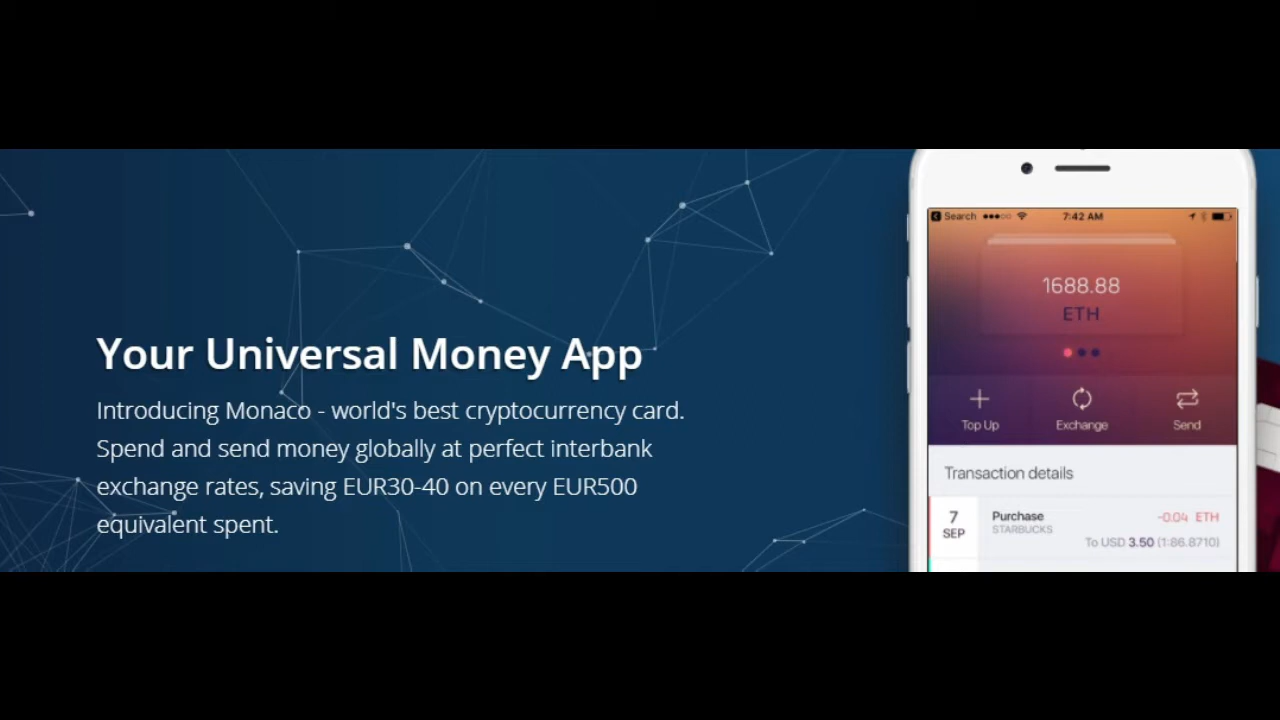 Your Universal Money App
Introducing Monaco - world's best cryptocurrency card.
Spend and send money globally at perfect interbank
exchange rates, saving EUR30-40 on every EUR500
equivalent spent.
Search 7:42 AM
1688.88
ETH
Top Up Exchange Send
Transaction details
7 Purchase -0.04 ETH
SEP STARBUCKS
To USD 3.50 (1:86.8710)